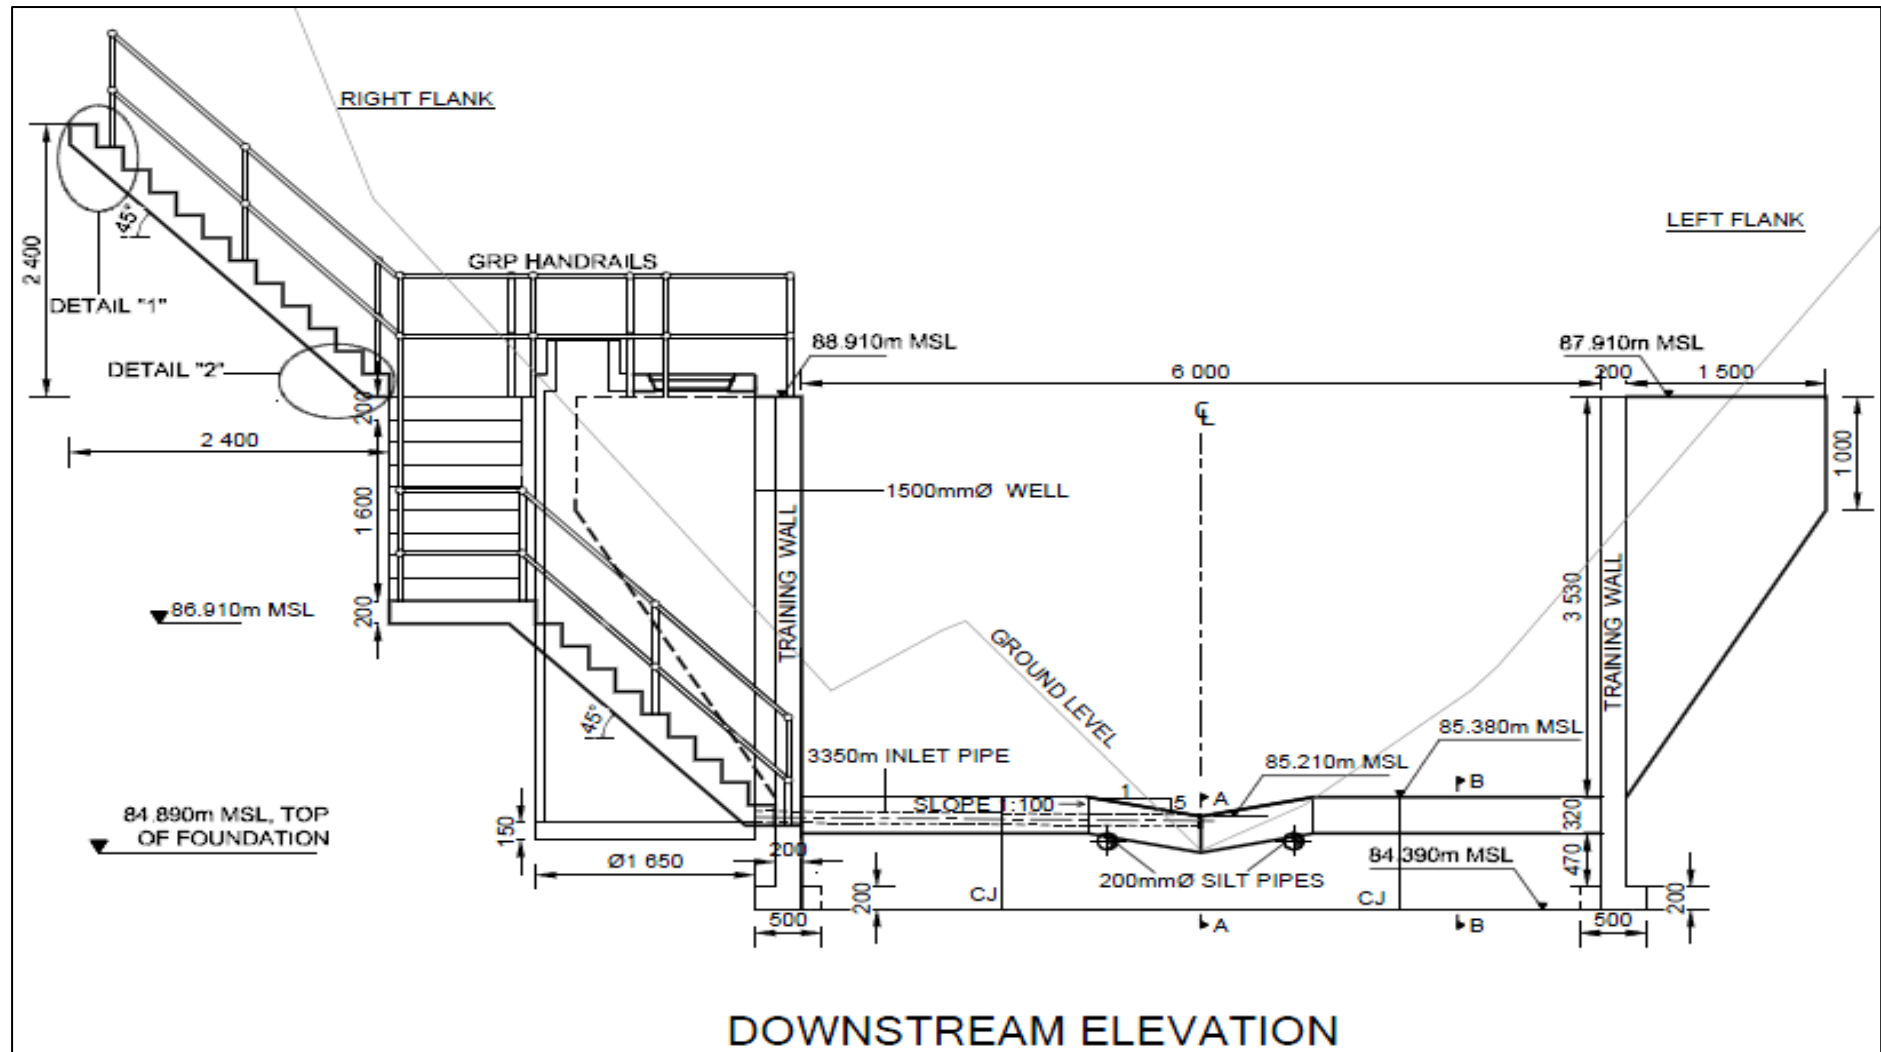 RIGHT FLANK
LEFT FLANK
2 400
45°
GRP HANDRAILS
DETAIL "1"
DETAIL "2"
88.910m MSL
87.910m MSL
6 000
200
1 500
℄
200
2 400
1 000
1500mmØ WELL
1 600
TRAINING WALL
3 530
TRAINING WALL
86.910m MSL
200
GROUND LEVEL
45°
85.380m MSL
3350m INLET PIPE
85.210m MSL
B
1
5
A
SLOPE 1:100
84.890m MSL, TOP
OF FOUNDATION
150
320
200
Ø1 650
470
84.390m MSL
200mmØ SILT PIPES
CJ
CJ
200
200
500
A
B
500
DOWNSTREAM ELEVATION